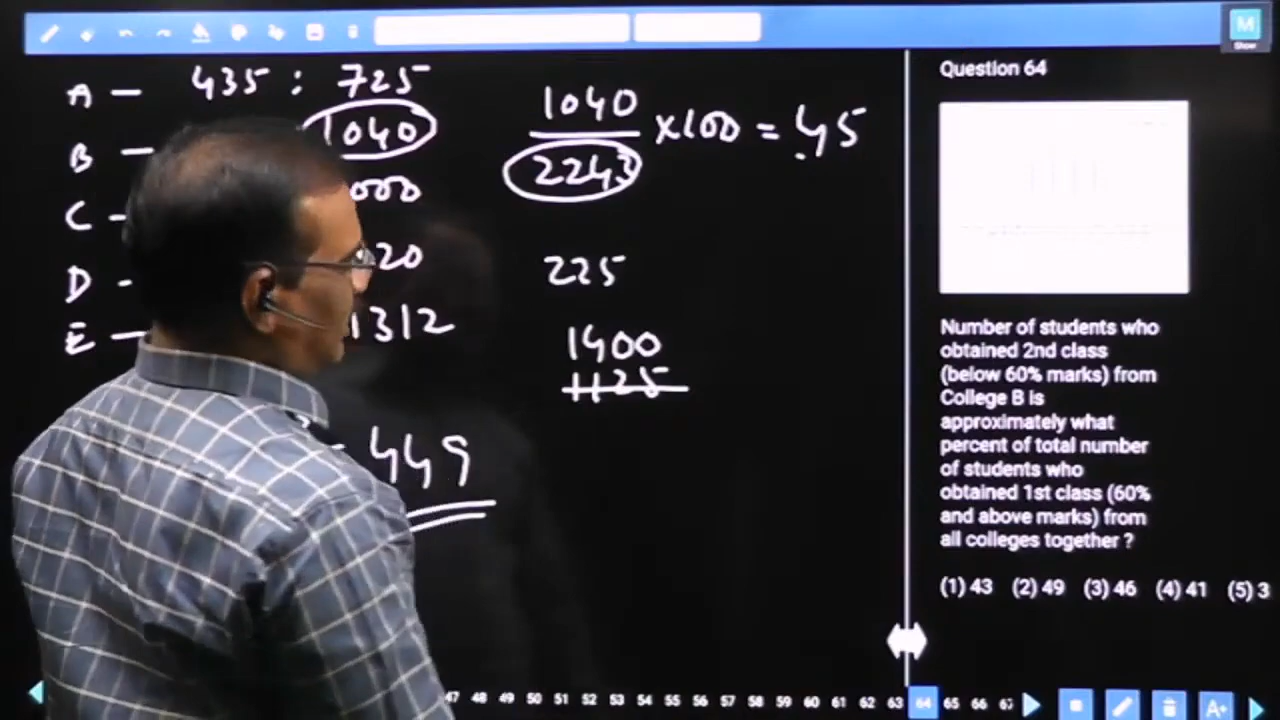 M
Show
A – 435 : 725
B – 1040
C – 000
D – 20
E – 1312
449
1040
2243
×100 = 45
225
1400
1125
Question 64
Number of students who
obtained 2nd class
(below 60% marks) from
College B is
approximately what
percent of total number
of students who
obtained 1st class (60%
and above marks) from
all colleges together ?
(1) 43 (2) 49 (3) 46 (4) 41 (5) 3
47 48 49 50 51 52 53 54 55 56 57 58 59 60 61 62 63 64 65 66 67
A+